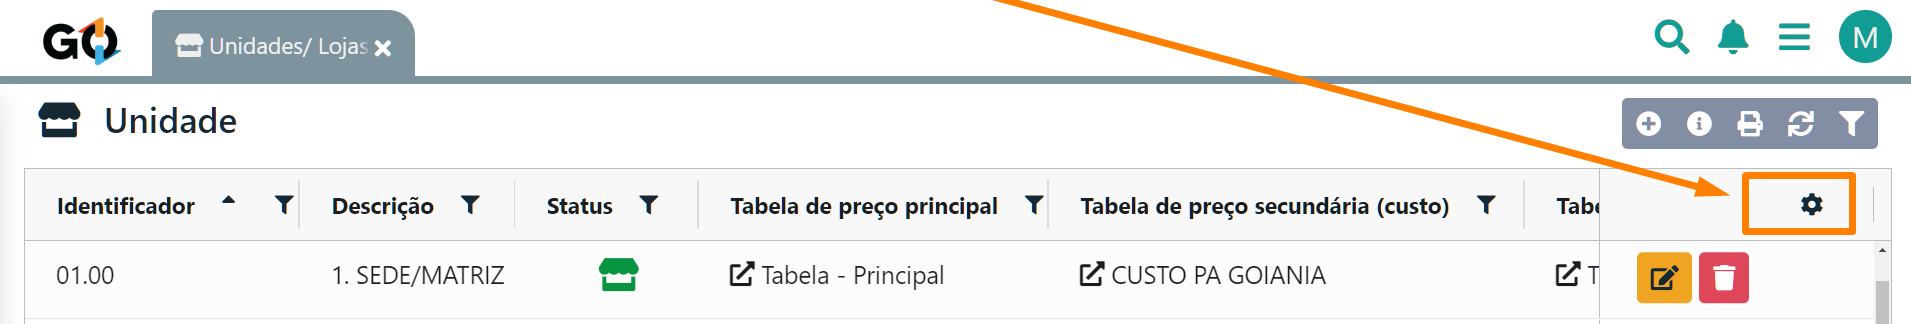 GO
Unidades/ Lojas
M
Unidade
Identificador Descrição Status Tabela de preço principal Tabela de preço secundária (custo) Tabe
01.00 1. SEDE/MATRIZ Tabela - Principal CUSTO PA GOIANIA T